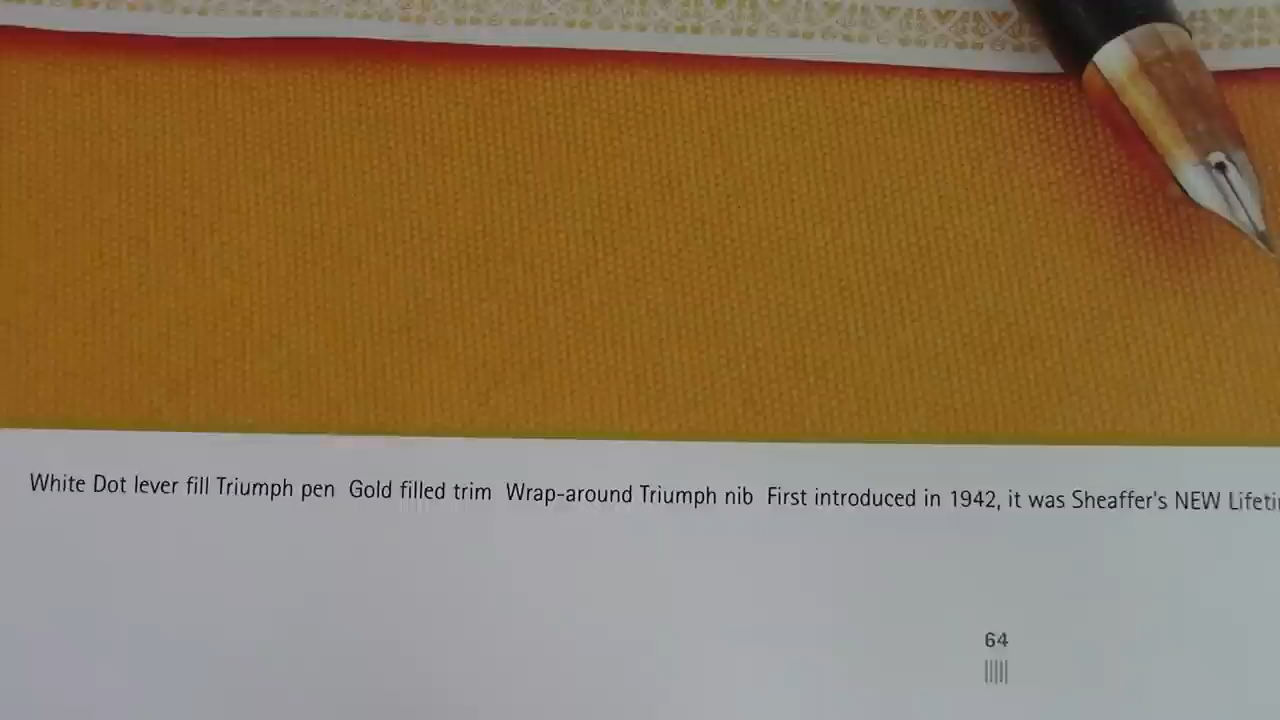 White Dot lever fill Triumph pen Gold filled trim Wrap-around Triumph nib First introduced in 1942, it was Sheaffer's NEW
64